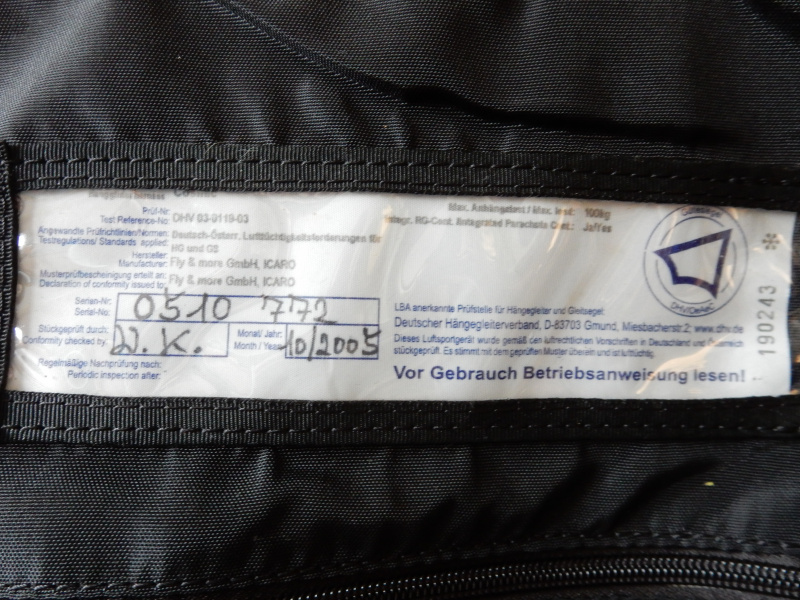 Prüf-Nr:
Test Reference-No: DHV 03-0119-03
Angewandte Prüfrichtlinien/Normen: Deutsch-Österr. Lufttüchtigkeitsforderungen für
Testregulations/ Standards applied: HG und GS
Hersteller:
Manufacturer: Fly & more GmbH, ICARO
Musterprüfbescheinigung erteilt an:
Declaration of conformity issued to: Fly & more GmbH, ICARO
Serien-Nr:
Serial-No: 0510 772
Stückgeprüft durch:
Conformity checked by: W. K.
Monat/ Jahr:
Month / Year: 10/2005
Regelmäßige Nachprüfung nach:
Periodic inspection after:
Max. Anhängelast / Max. load: 100kg
Integr. RG-Cont. /Integrated Parachute Cont.: Ja/Yes
Gütesiegel
DHV/OeAeC
LBA anerkannte Prüfstelle für Hängegleiter und Gleitsegel:
Deutscher Hängegleiterverband, D-83703 Gmund, Miesbacherstr.2; www.dhv.de
Dieses Luftsportgerät wurde gemäß den luftrechtlichen Vorschriften in Deutschland und Österreich
stückgeprüft. Es stimmt mit dem geprüften Muster überein und ist lufttüchtig.
Vor Gebrauch Betriebsanweisung lesen!
190243 *